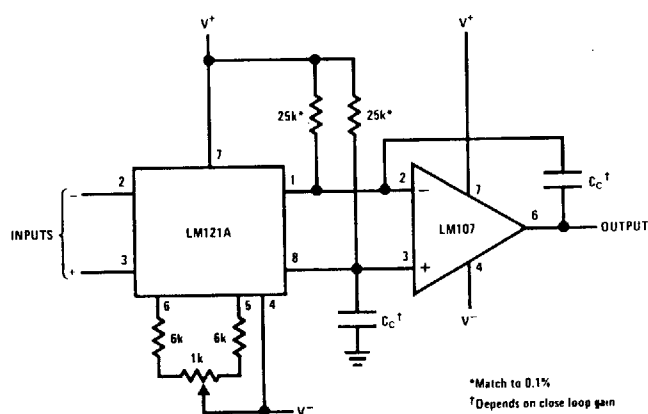 V+
V+
25k*
25k*
7
1
2
3
8
6
5
4
LM121A
INPUTS
−
+
6k
6k
1k
V−
CC†
2
−
3
+
7
4
6
LM107
V−
CC†
OUTPUT
*Match to 0.1%
†Depends on close loop gain